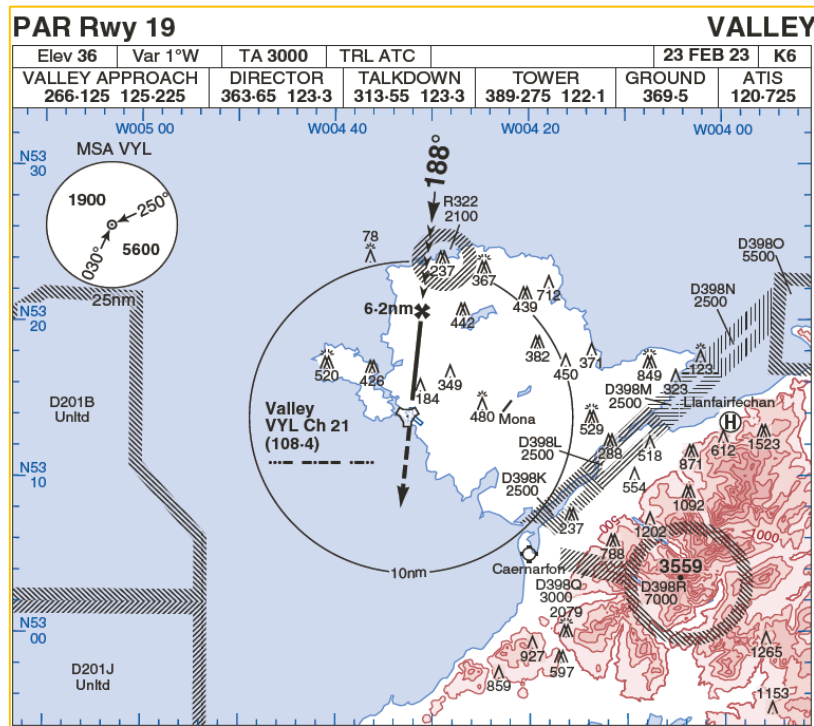 PAR Rwy 19 VALLEY
Elev 36 Var 1°W TA 3000 TRL ATC 23 FEB 23 K6
VALLEY APPROACH DIRECTOR TALKDOWN TOWER GROUND ATIS
266·125 125·225 363·65 123·3 313·55 123·3 389·275 122·1 369·5 120·725
W005 00 W004 40 W004 20 W004 00
N53
30
MSA VYL
1900
250°
030°
5600
25nm
188°
R322
2100
78
237
367
D398O
5500
D398N
2500
712
439
N53
20
6·2nm
442
382
371
450
849
123
323
520
426
349
184
D398M
2500
Llanfairfechan
H
D201B
Unltd
Valley
VYL Ch 21
(108·4)
480
Mona
529
D398L
2500
288
518
612
1523
871
N53
10
D398K
2500
554
1092
237
1202
500
1000
788
Caernarfon
10nm
3559
D398Q
3000
D398R
7000
2079
N53
00
927
597
859
1265
1153
D201J
Unltd